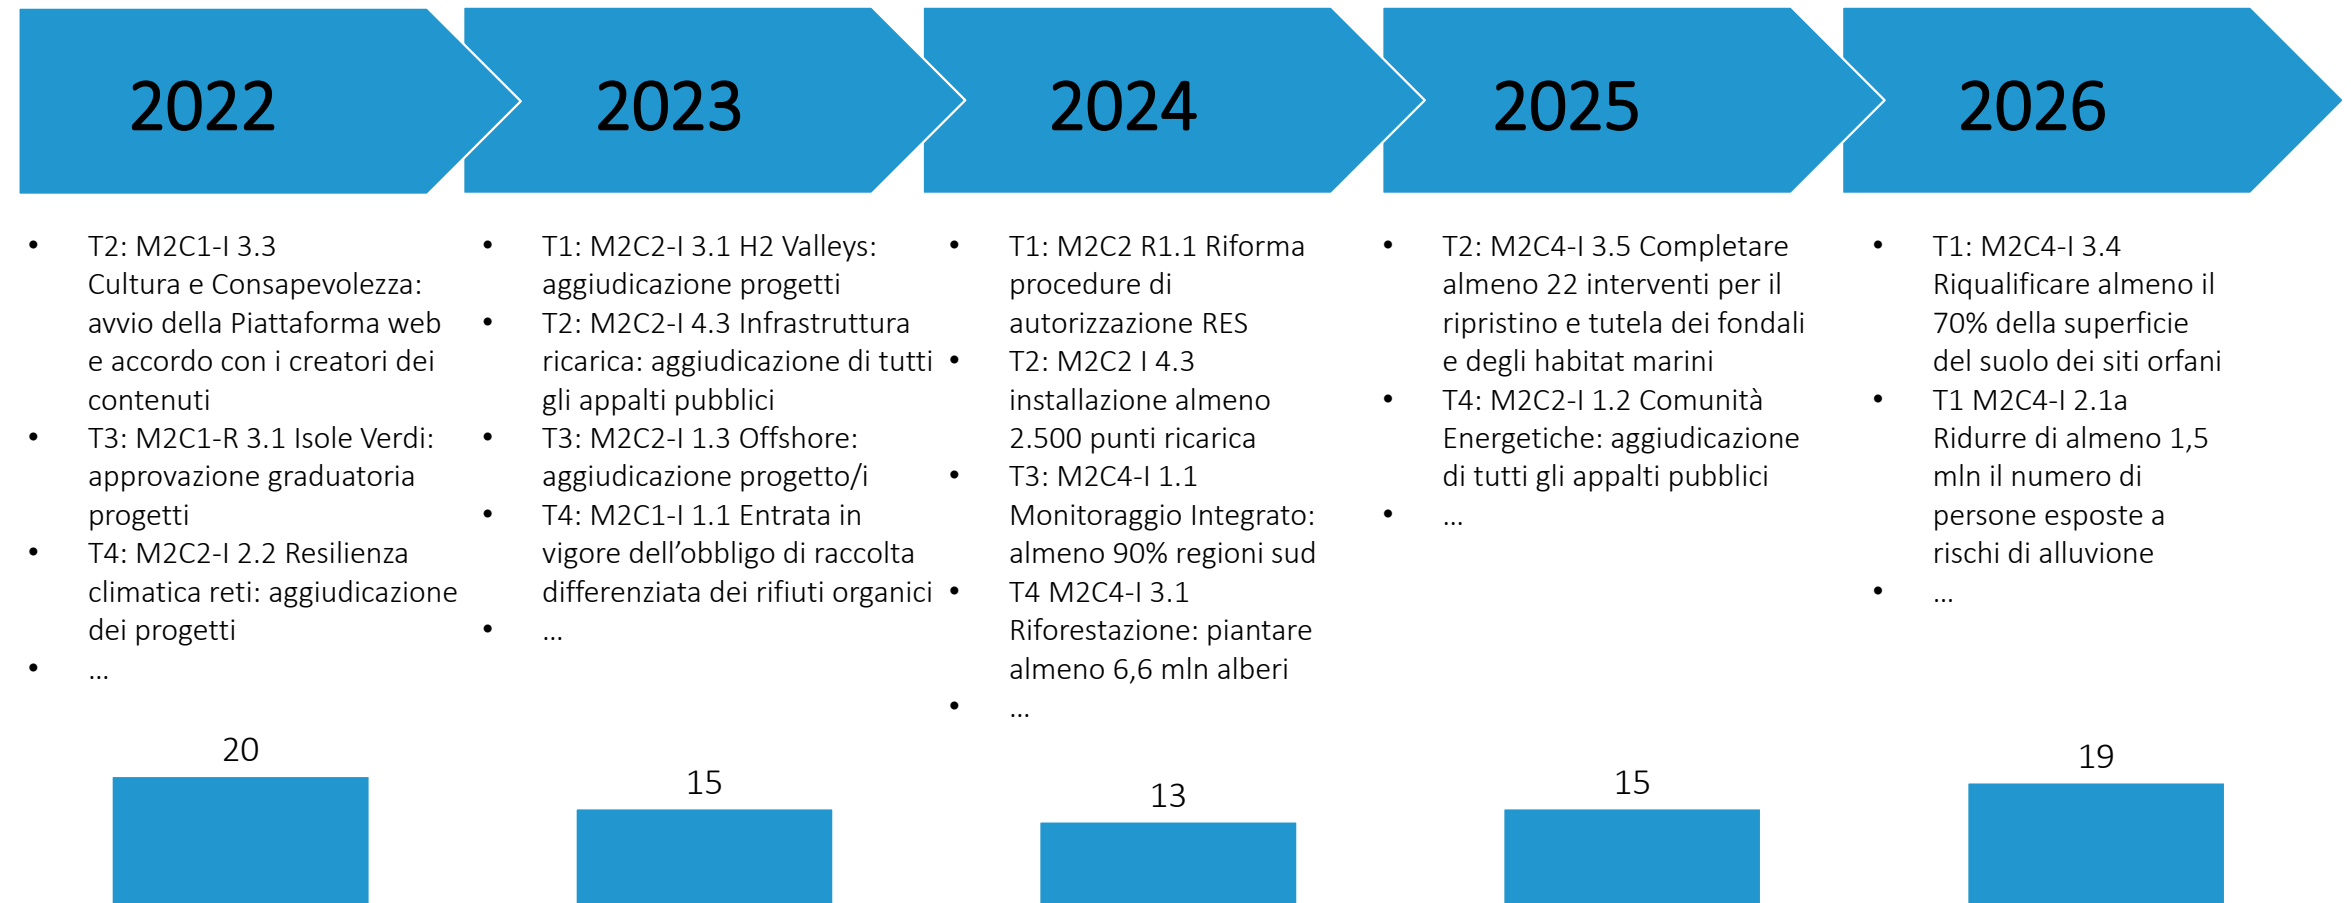 2022
2023
2024
2025
2026
• T2: M2C1-I 3.3
Cultura e Consapevolezza:
avvio della Piattaforma web
e accordo con i creatori dei
contenuti
• T3: M2C1-R 3.1 Isole Verdi:
approvazione graduatoria
progetti
• T4: M2C2-I 2.2 Resilienza
climatica reti: aggiudicazione
dei progetti
• ...
• T1: M2C2-I 3.1 H2 Valleys:
aggiudicazione progetti
• T2: M2C2-I 4.3 Infrastruttura
ricarica: aggiudicazione di tutti
gli appalti pubblici
• T3: M2C2-I 1.3 Offshore:
aggiudicazione progetto/i
• T4: M2C1-I 1.1 Entrata in
vigore dell’obbligo di raccolta
differenziata dei rifiuti organici
• ...
• T1: M2C2 R1.1 Riforma
procedure di
autorizzazione RES
• T2: M2C2 I 4.3
installazione almeno
2.500 punti ricarica
• T3: M2C4-I 1.1
Monitoraggio Integrato:
almeno 90% regioni sud
• T4 M2C4-I 3.1
Riforestazione: piantare
almeno 6,6 mln alberi
• ...
• T2: M2C4-I 3.5 Completare
almeno 22 interventi per il
ripristino e tutela dei fondali
e degli habitat marini
• T4: M2C2-I 1.2 Comunità
Energetiche: aggiudicazione
di tutti gli appalti pubblici
• ...
• T1: M2C4-I 3.4
Riqualificare almeno il
70% della superficie
del suolo dei siti orfani
• T1 M2C4-I 2.1a
Ridurre di almeno 1,5
mln il numero di
persone esposte a
rischi di alluvione
• ...
20
15
13
15
19